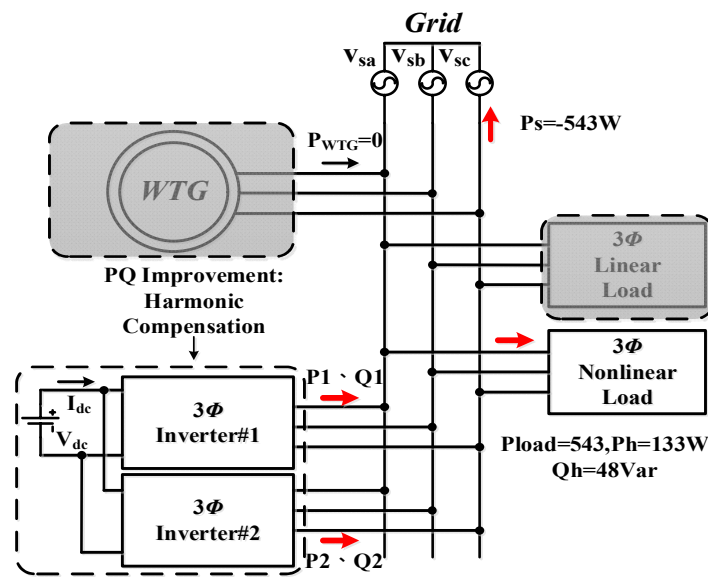 Grid
Vsa Vsb Vsc
Ps=-543W
PWTG=0
WTG
3Φ
Linear
Load
PQ Improvement:
Harmonic
Compensation
3Φ
Nonlinear
Load
P1、Q1
Idc
Vdc
3Φ
Inverter#1
Pload=543,Ph=133W
Qh=48Var
3Φ
Inverter#2
P2、Q2